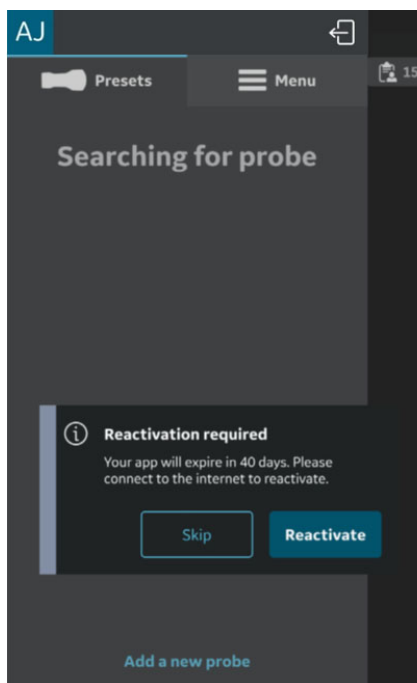 AJ
Presets
Menu
15
Searching for probe
Reactivation required
Your app will expire in 40 days. Please
connect to the internet to reactivate.
Skip
Reactivate
Add a new probe